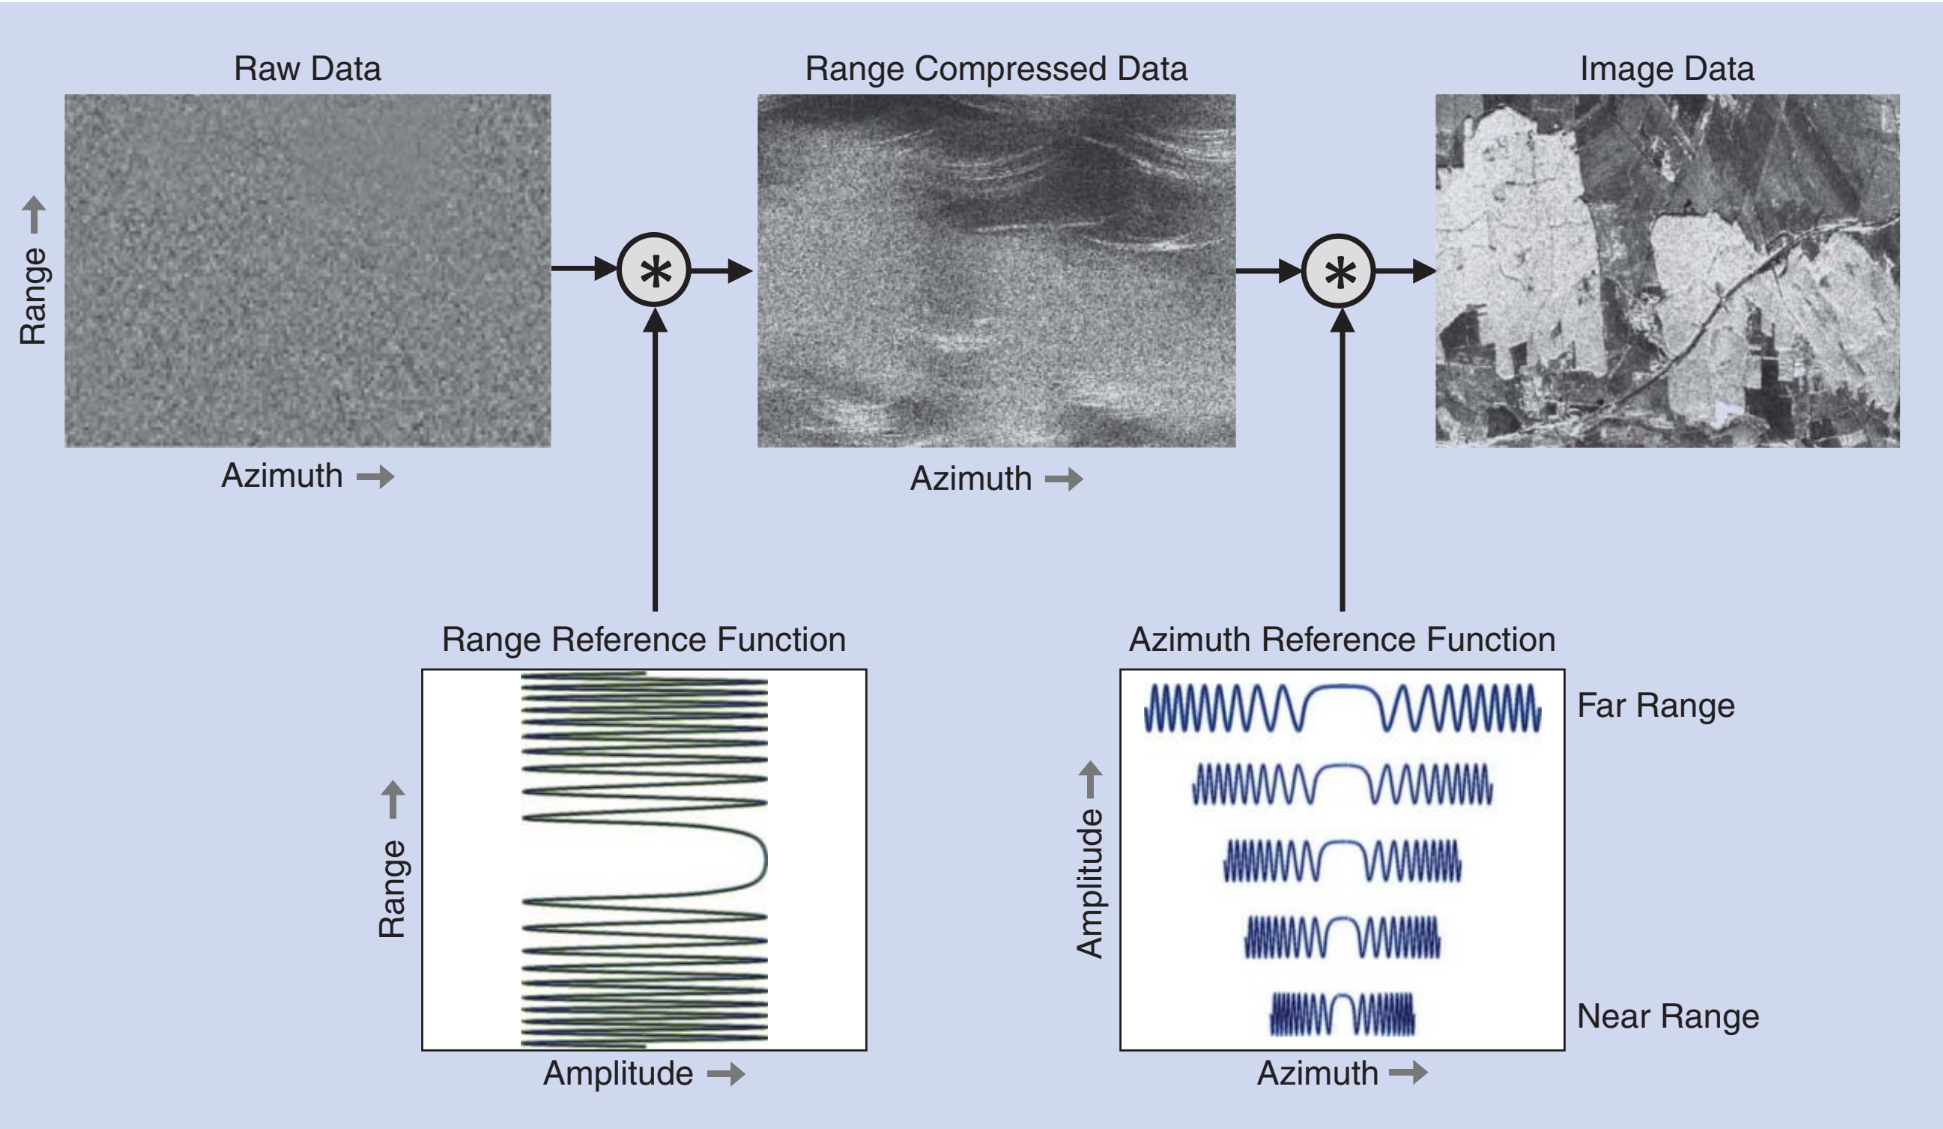 Raw Data
Range Compressed Data
Image Data
Range
*
*
Azimuth
Azimuth
Range Reference Function
Azimuth Reference Function
Far Range
Range
Amplitude
Near Range
Amplitude
Azimuth